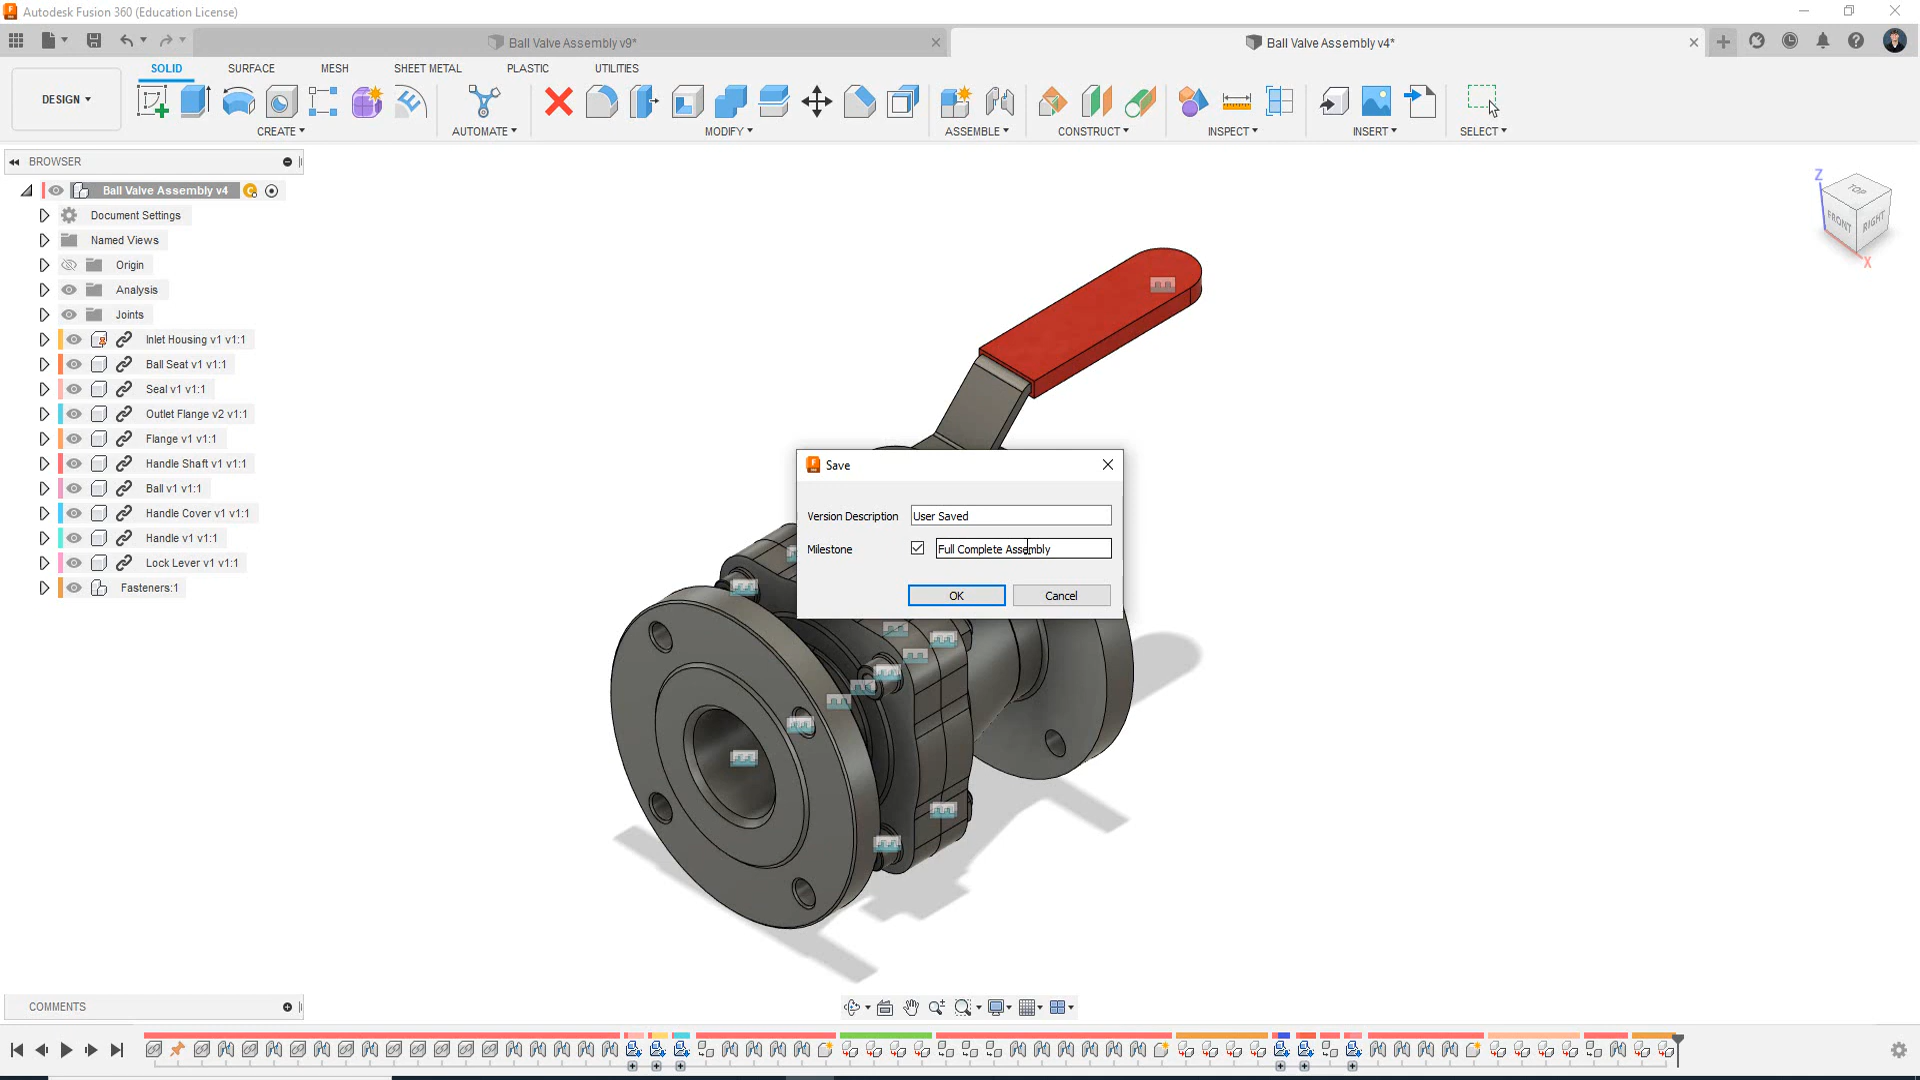 Autodesk Fusion 360 (Education License)
Ball Valve Assembly v9*
Ball Valve Assembly v4*
DESIGN
SOLID
SURFACE
MESH
SHEET METAL
PLASTIC
UTILITIES
CREATE
AUTOMATE
MODIFY
ASSEMBLE
CONSTRUCT
INSPECT
INSERT
SELECT
BROWSER
Ball Valve Assembly v4
Document Settings
Named Views
Origin
Analysis
Joints
Inlet Housing v1 v1:1
Ball Seat v1 v1:1
Seal v1 v1:1
Outlet Flange v2 v1:1
Flange v1 v1:1
Handle Shaft v1 v1:1
Ball v1 v1:1
Handle Cover v1 v1:1
Handle v1 v1:1
Lock Lever v1 v1:1
Fasteners:1
Z
TOP
FRONT
RIGHT
X
Save
Version Description
User Saved
Milestone
Full Complete Assembly
OK
Cancel
COMMENTS